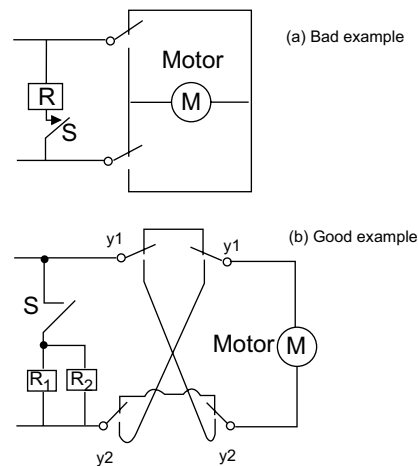 (a) Bad example
Motor
R
M
S
(b) Good example
y1
y1
S
Motor
M
R1
R2
y2
y2